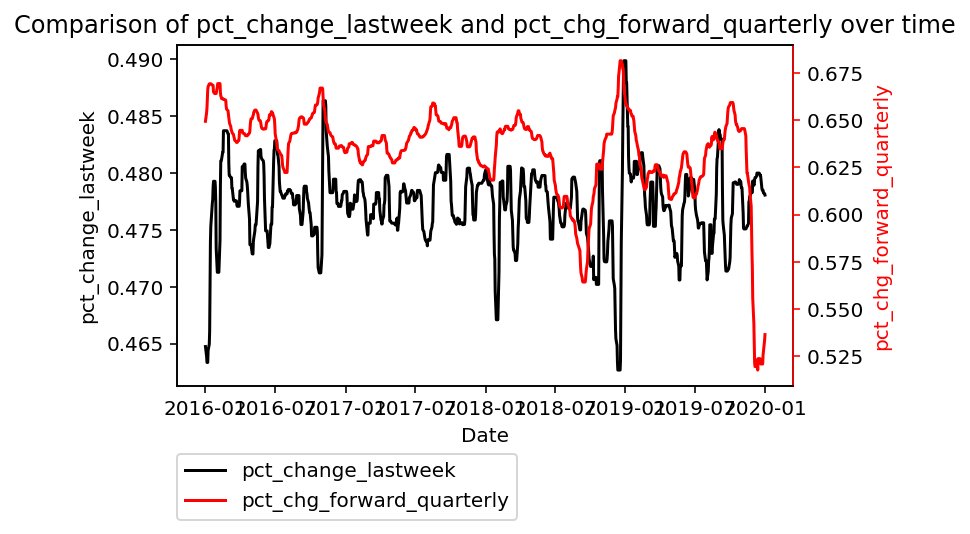 Comparison of pct_change_lastweek and pct_chg_forward_quarterly over time
0.490
0.485
0.480
0.475
0.470
0.465
pct_change_lastweek
0.675
0.650
0.625
0.600
0.575
0.550
0.525
pct_chg_forward_quarterly
2016-01 2016-07 2017-01 2017-07 2018-01 2018-07 2019-01 2019-07 2020-01
Date
pct_change_lastweek
pct_chg_forward_quarterly